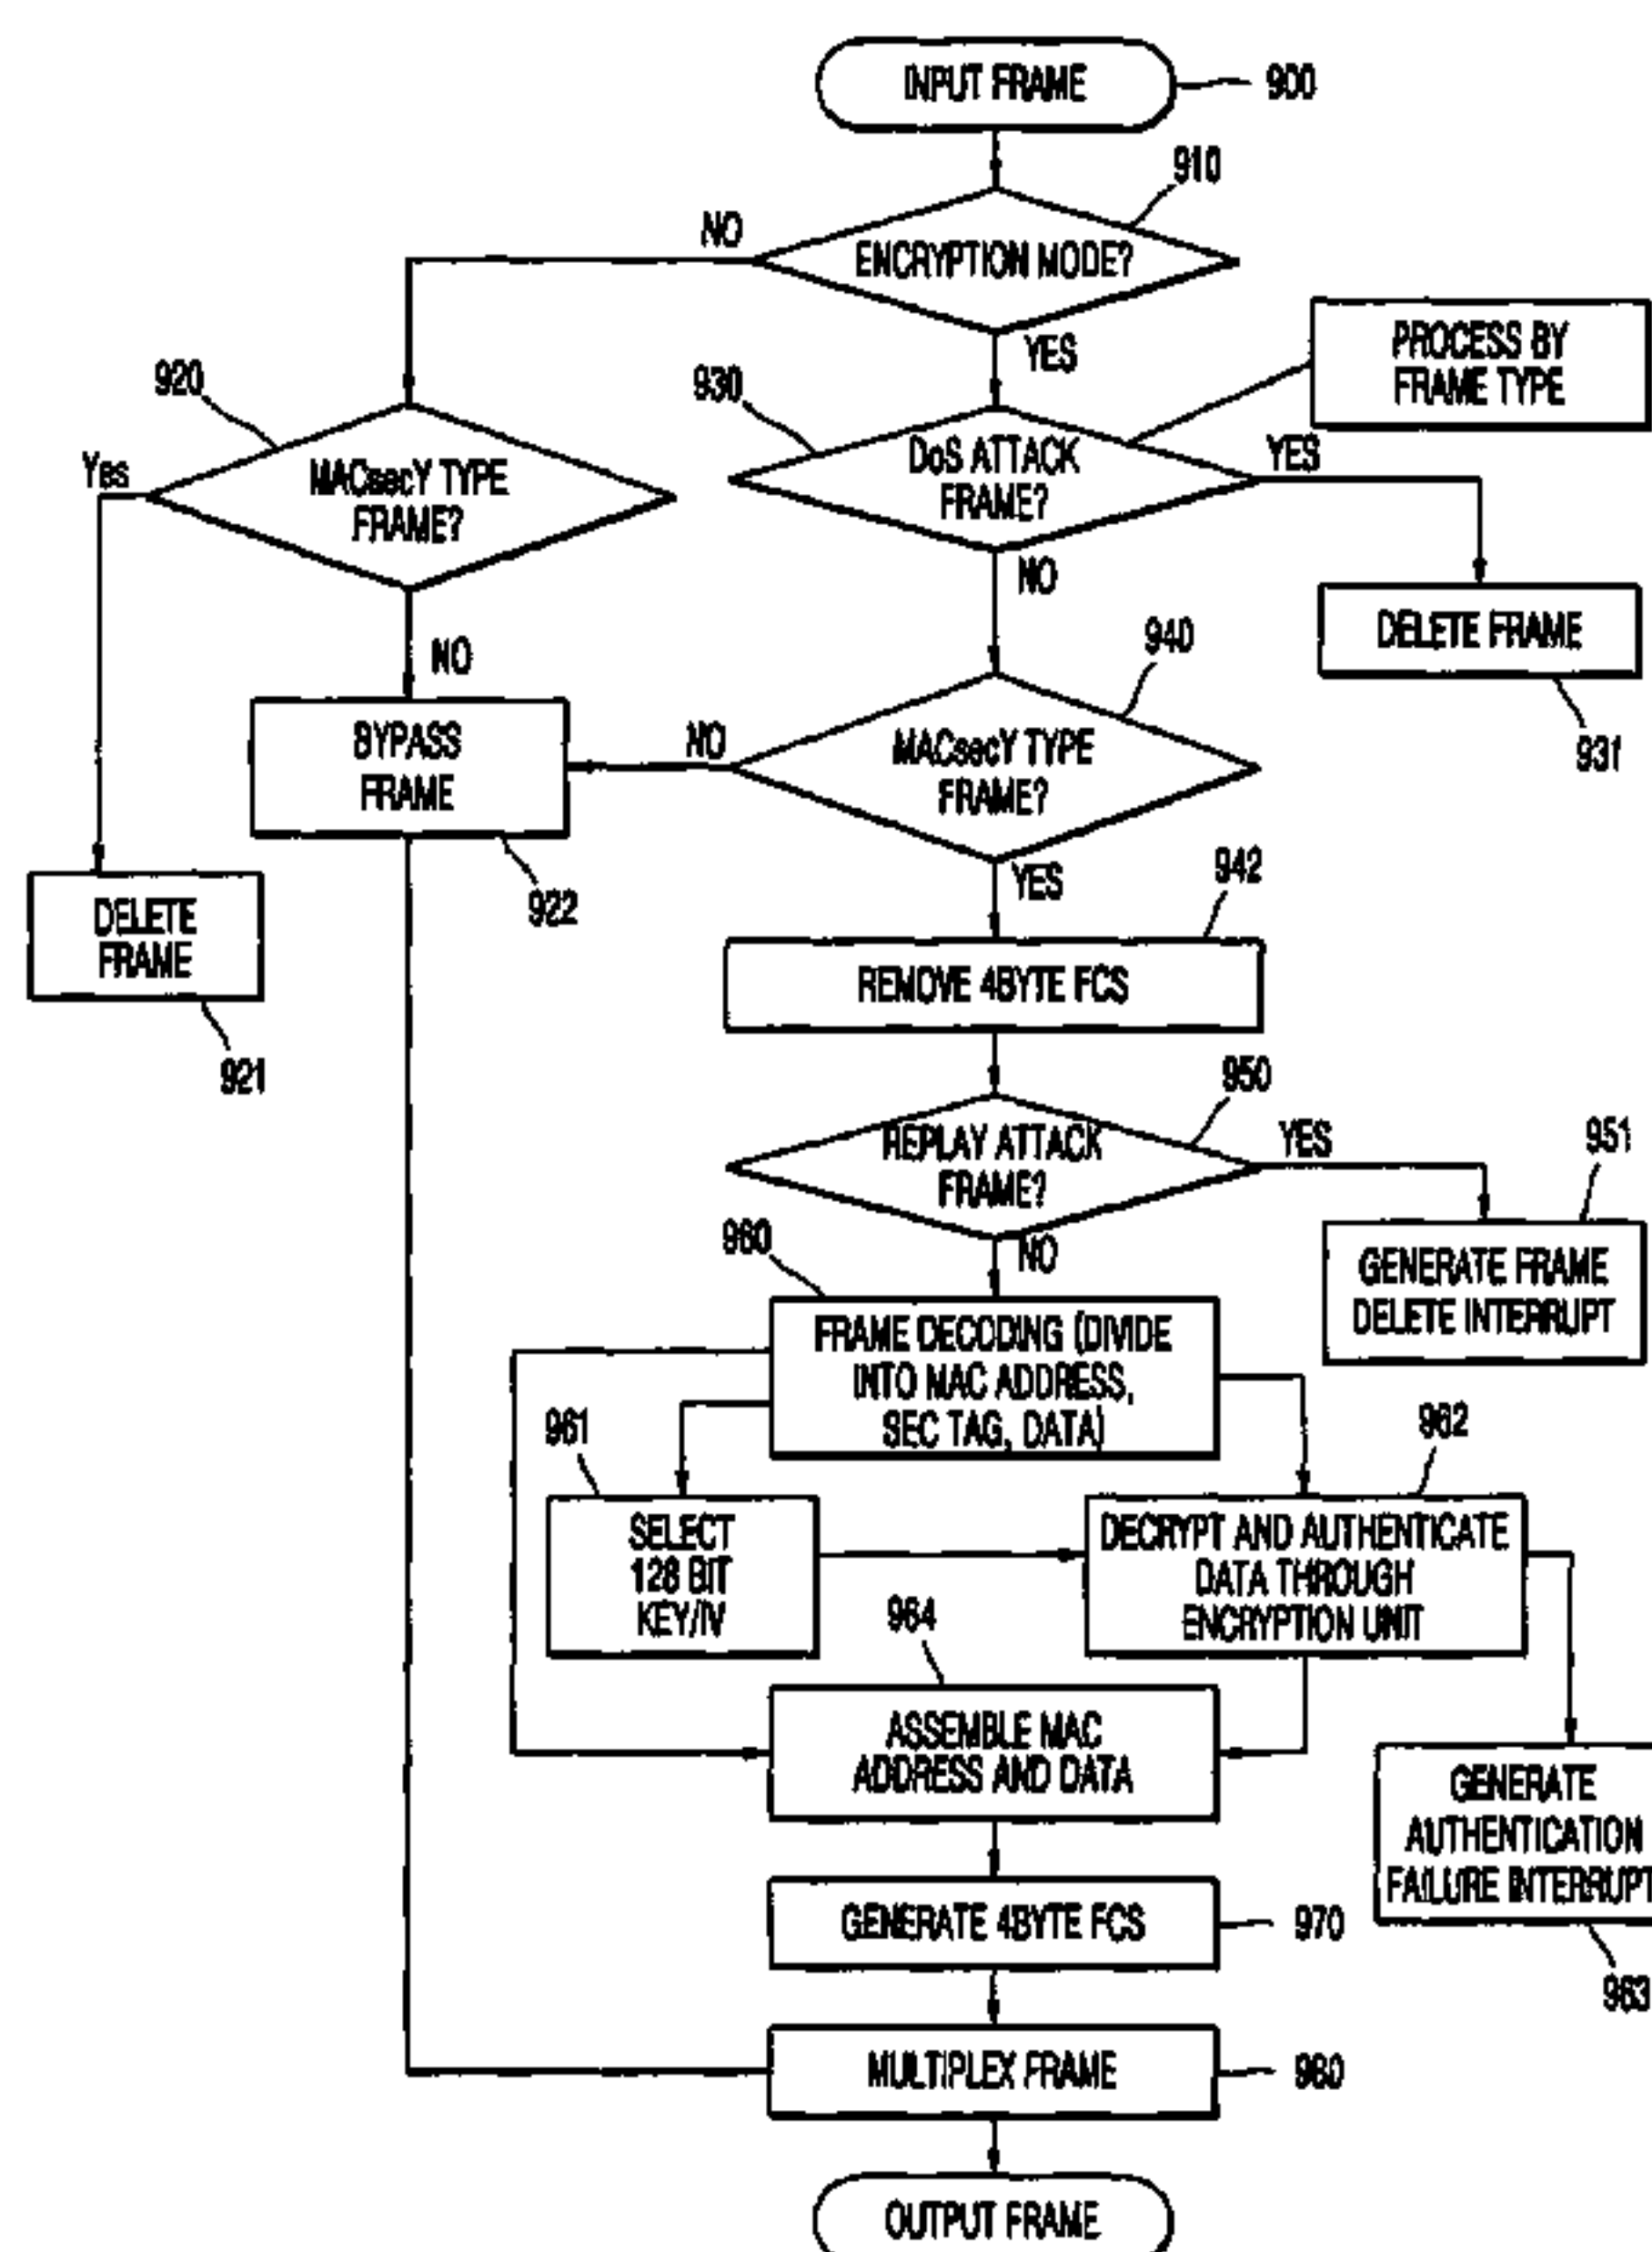 INPUT FRAME
900
910
NO
ENCRYPTION MODE?
YES
PROCESS BY
FRAME TYPE
920
930
Yes
MACsecY TYPE
FRAME?
DoS ATTACK
FRAME?
YES
NO
NO
DELETE FRAME
931
940
BYPASS
FRAME
922
NO
MACsecY TYPE
FRAME?
YES
942
DELETE
FRAME
921
REMOVE 4BYTE FCS
950
REPLAY ATTACK
FRAME?
YES
951
NO
GENERATE FRAME
DELETE INTERRUPT
960
FRAME DECODING (DIVIDE
INTO MAC ADDRESS,
SEC TAG, DATA)
961
962
SELECT
128 BIT
KEY/IV
DECRYPT AND AUTHENTICATE
DATA THROUGH
ENCRYPTION UNIT
964
ASSEMBLE MAC
ADDRESS AND DATA
GENERATE
AUTHENTICATION
FAILURE INTERRUPT
963
GENERATE 4BYTE FCS
970
MULTIPLEX FRAME
980
OUTPUT FRAME